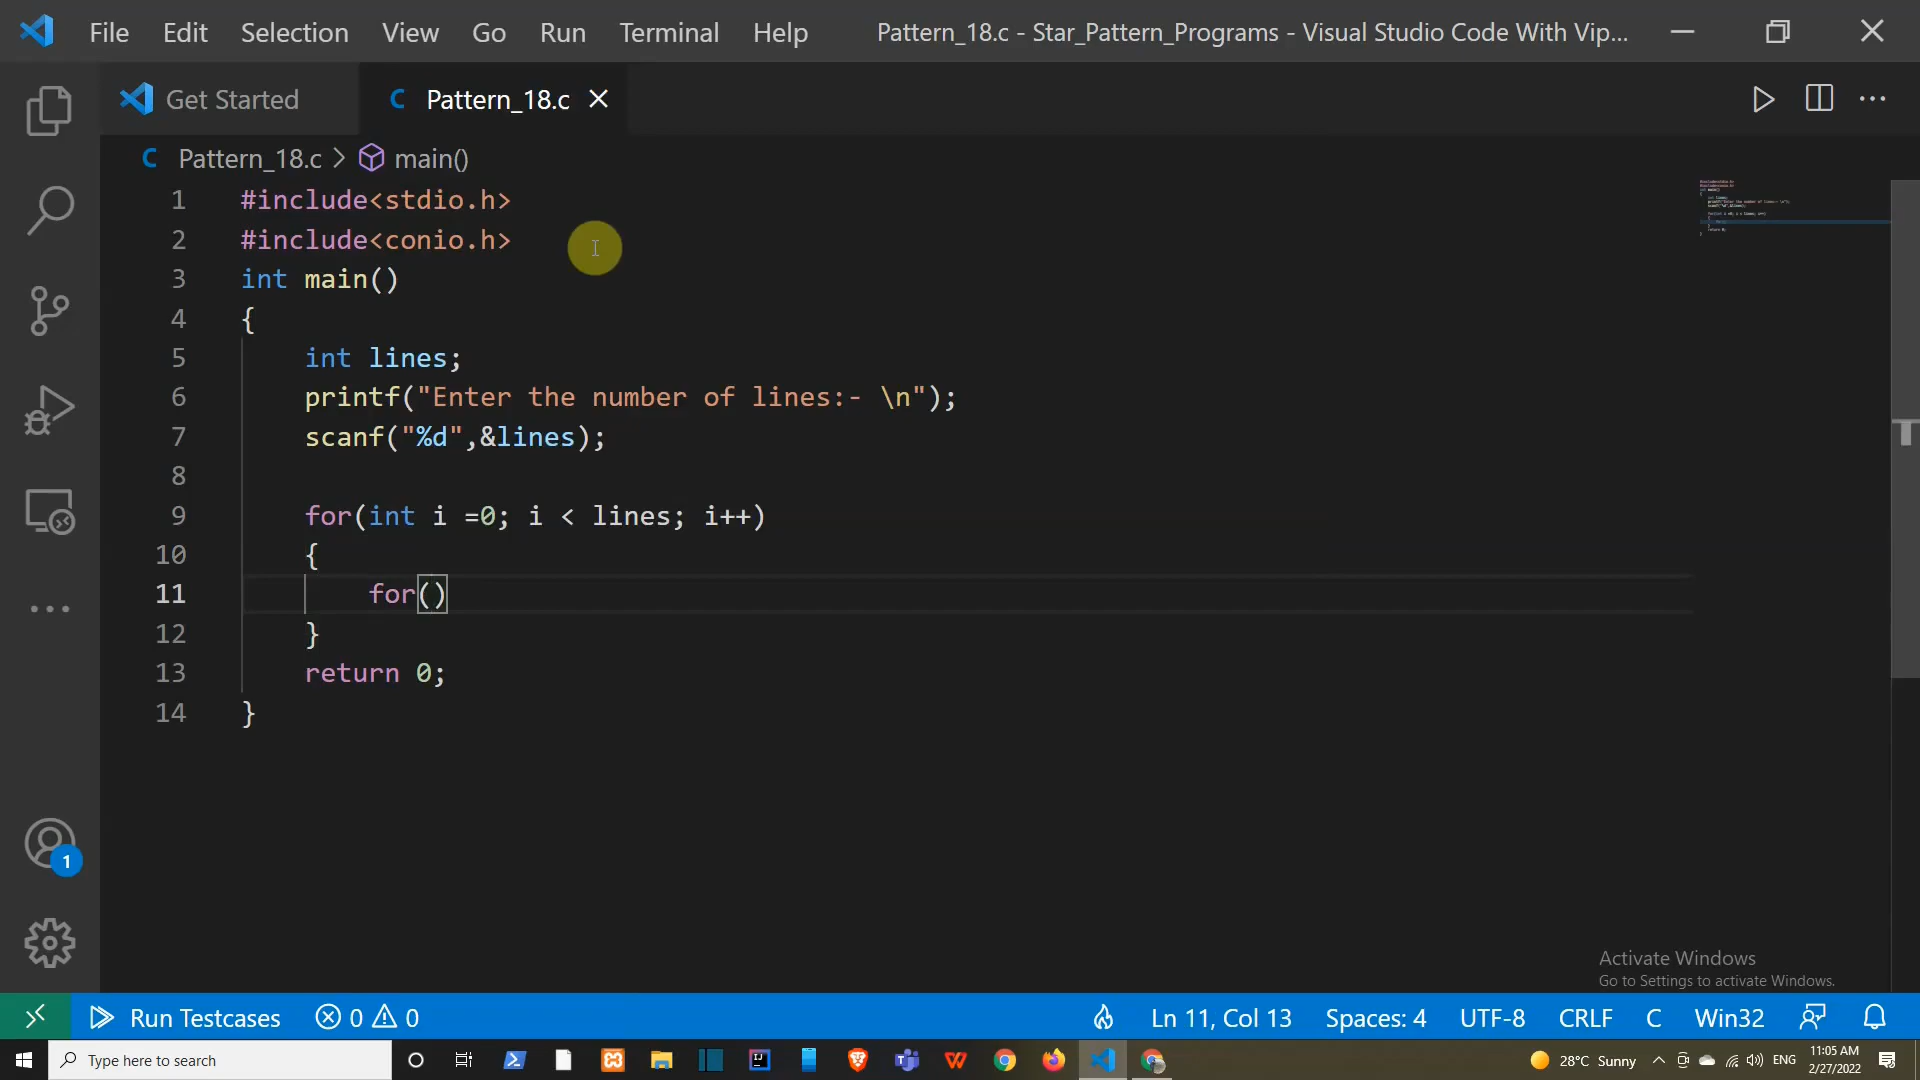 File Edit Selection View Go Run Terminal Help Pattern_18.c - Star_Pattern_Programs - Visual Studio Code With Vip...
Get Started C Pattern_18.c
C Pattern_18.c > main()
1 #include<stdio.h>
2 #include<conio.h>
3 int main()
4 {
5 int lines;
6 printf("Enter the number of lines:- \n");
7 scanf("%d",&lines);
8
9 for(int i =0; i < lines; i++)
10 {
11 for()
12 }
13 return 0;
14 }
1
Activate Windows
Go to Settings to activate Windows.
Run Testcases 0 0 Ln 11, Col 13 Spaces: 4 UTF-8 CRLF C Win32
Type here to search 28°C Sunny ENG 11:05 AM
2/27/2022